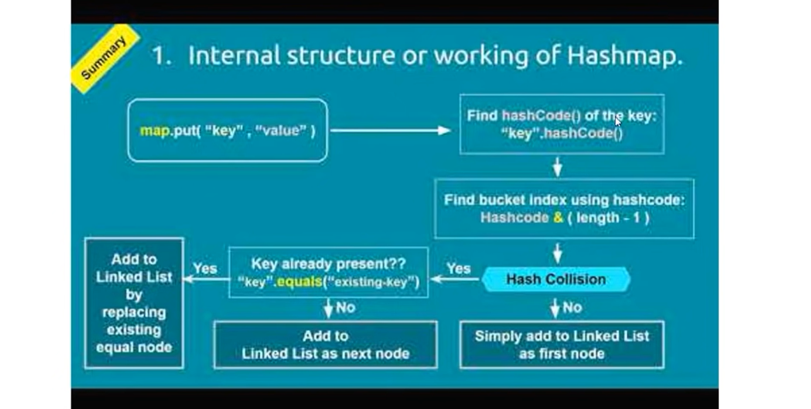 Summary
1. Internal structure or working of Hashmap.
map.put( “key” , “value” )
Find hashCode() of the key:
“key”.hashCode()
Find bucket index using hashcode:
Hashcode & ( length - 1 )
Hash Collision
Yes
No
Key already present??
“key”.equals(“existing-key”)
Yes
No
Add to
Linked List
by
replacing
existing
equal node
Add to
Linked List as next node
Simply add to Linked List
as first node